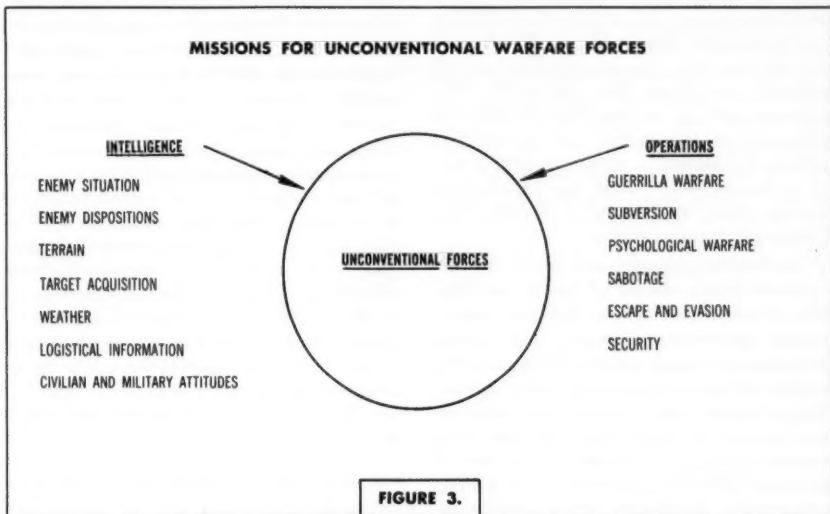 MISSIONS FOR UNCONVENTIONAL WARFARE FORCES
INTELLIGENCE
ENEMY SITUATION
ENEMY DISPOSITIONS
TERRAIN
TARGET ACQUISITION
WEATHER
LOGISTICAL INFORMATION
CIVILIAN AND MILITARY ATTITUDES
UNCONVENTIONAL FORCES
OPERATIONS
GUERRILLA WARFARE
SUBVERSION
PSYCHOLOGICAL WARFARE
SABOTAGE
ESCAPE AND EVASION
SECURITY
FIGURE 3.